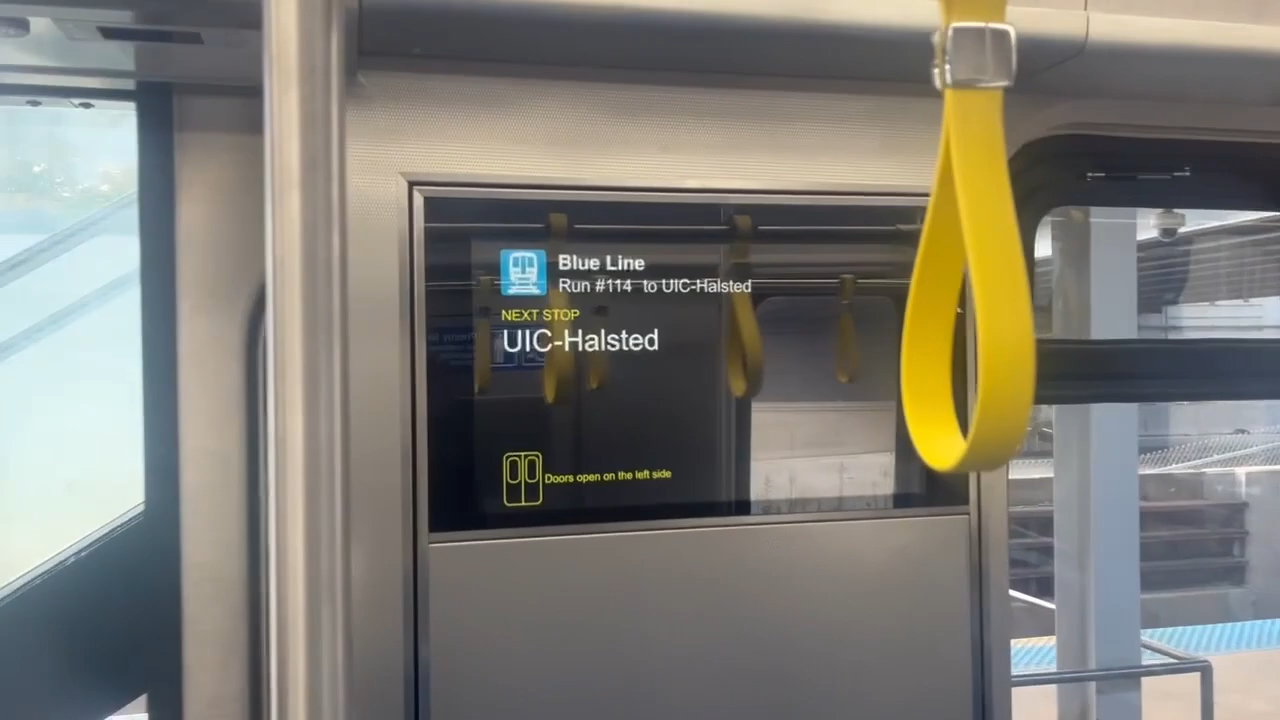 Blue Line
Run #114 to UIC-Halsted
NEXT STOP
UIC-Halsted
Doors open on the left side